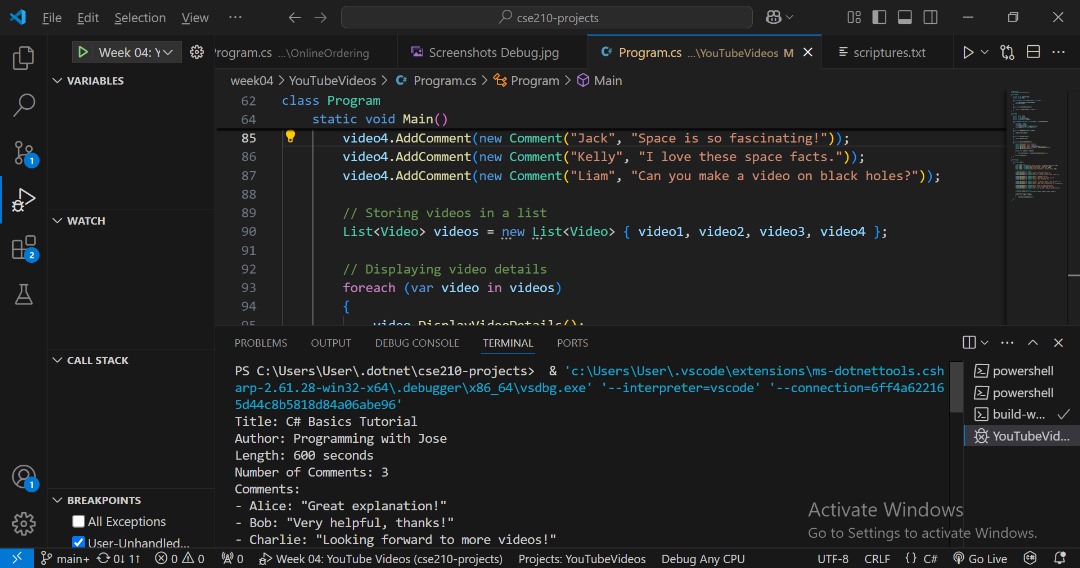 File Edit Selection View ··· cse210-projects
Week 04: Y
Program.cs ...\OnlineOrdering Screenshots Debug.jpg Program.cs ...\YouTubeVideos M scriptures.txt
VARIABLES
week04 > YouTubeVideos > Program.cs > Program > Main
62 class Program
64 static void Main()
85 video4.AddComment(new Comment("Jack", "Space is so fascinating!"));
86 video4.AddComment(new Comment("Kelly", "I love these space facts."));
87 video4.AddComment(new Comment("Liam", "Can you make a video on black holes?"));
88
89 // Storing videos in a list
90 List<Video> videos = new List<Video> { video1, video2, video3, video4 };
91
92 // Displaying video details
93 foreach (var video in videos)
94 {
95 video.DisplayVideoDetails();
1
WATCH
2
CALL STACK
1
BREAKPOINTS
All Exceptions
User-Unhandled...
PROBLEMS OUTPUT DEBUG CONSOLE TERMINAL PORTS
PS C:\Users\User\.dotnet\cse210-projects> & 'c:\Users\User\.vscode\extensions\ms-dotnettools.csh
arp-2.61.28-win32-x64\.debugger\x86_64\vsdbg.exe' '--interpreter=vscode' '--connection=6ff4a62216
5d44c8b5818d84a06abe96'
Title: C# Basics Tutorial
Author: Programming with Jose
Length: 600 seconds
Number of Comments: 3
Comments:
- Alice: "Great explanation!"
- Bob: "Very helpful, thanks!"
- Charlie: "Looking forward to more videos!"
powershell
powershell
build-w...
YouTubeVid...
Activate Windows
Go to Settings to activate Windows.
main+ 0↓ 1↑ 0 0 0 Week 04: YouTube Videos (cse210-projects) Projects: YouTubeVideos Debug Any CPU UTF-8 CRLF {} C# Go Live